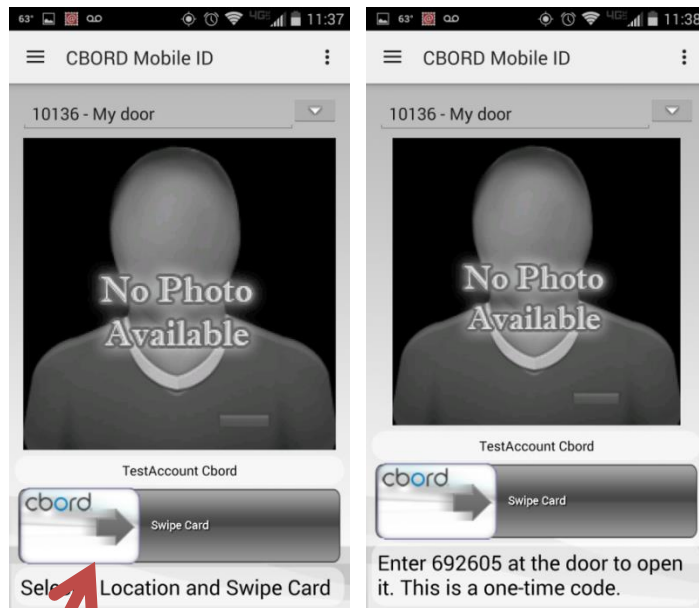 63° 4G 11:37
CBORD Mobile ID
10136 - My door
No Photo
Available
TestAccount Cbord
cbord
Swipe Card
Location and Swipe Card
63° 4G 11:38
CBORD Mobile ID
10136 - My door
No Photo
Available
TestAccount Cbord
cbord
Swipe Card
Enter 692605 at the door to open
it. This is a one-time code.